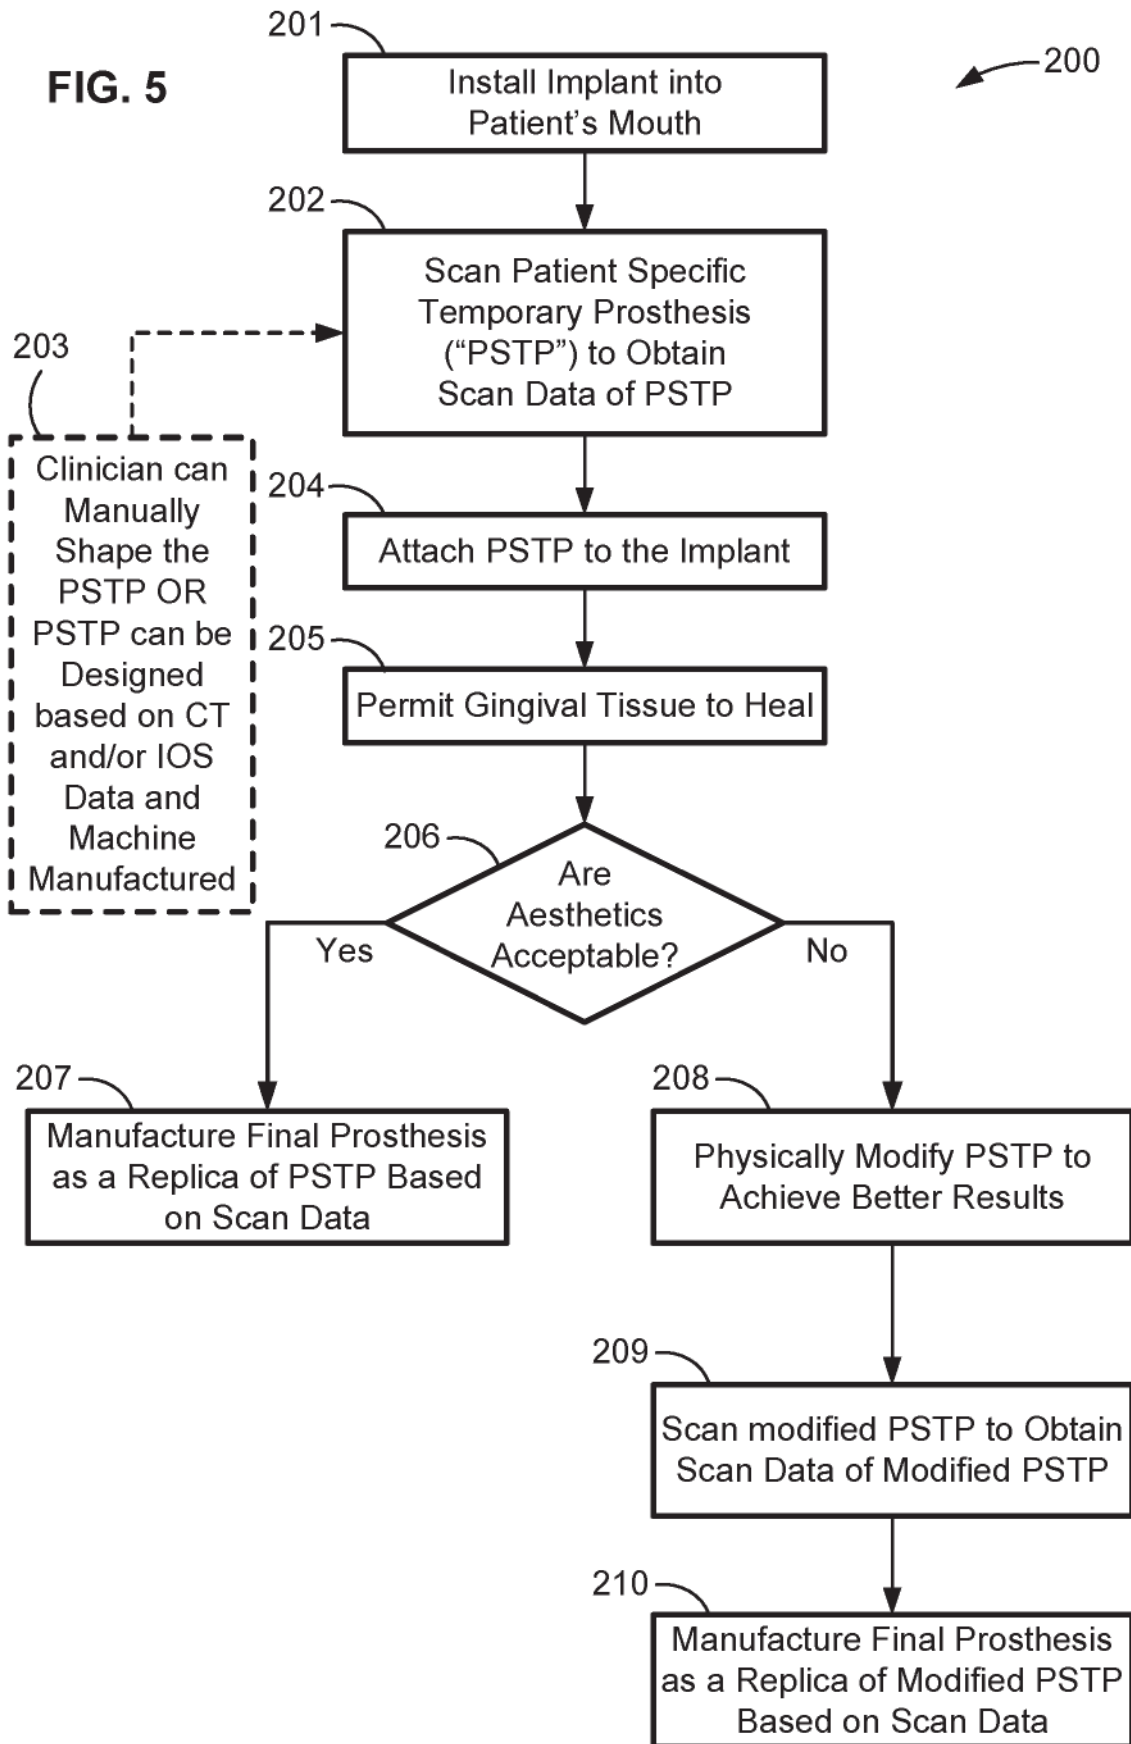 FIG. 5
200
201
Install Implant into
Patient's Mouth
202
Scan Patient Specific
Temporary Prosthesis
(“PSTP”) to Obtain
Scan Data of PSTP
203
Clinician can
Manually
Shape the
PSTP OR
PSTP can be
Designed
based on CT
and/or IOS
Data and
Machine
Manufactured
204
Attach PSTP to the Implant
205
Permit Gingival Tissue to Heal
206
Are
Aesthetics
Acceptable?
Yes
No
207
Manufacture Final Prosthesis
as a Replica of PSTP Based
on Scan Data
208
Physically Modify PSTP to
Achieve Better Results
209
Scan modified PSTP to Obtain
Scan Data of Modified PSTP
210
Manufacture Final Prosthesis
as a Replica of Modified PSTP
Based on Scan Data